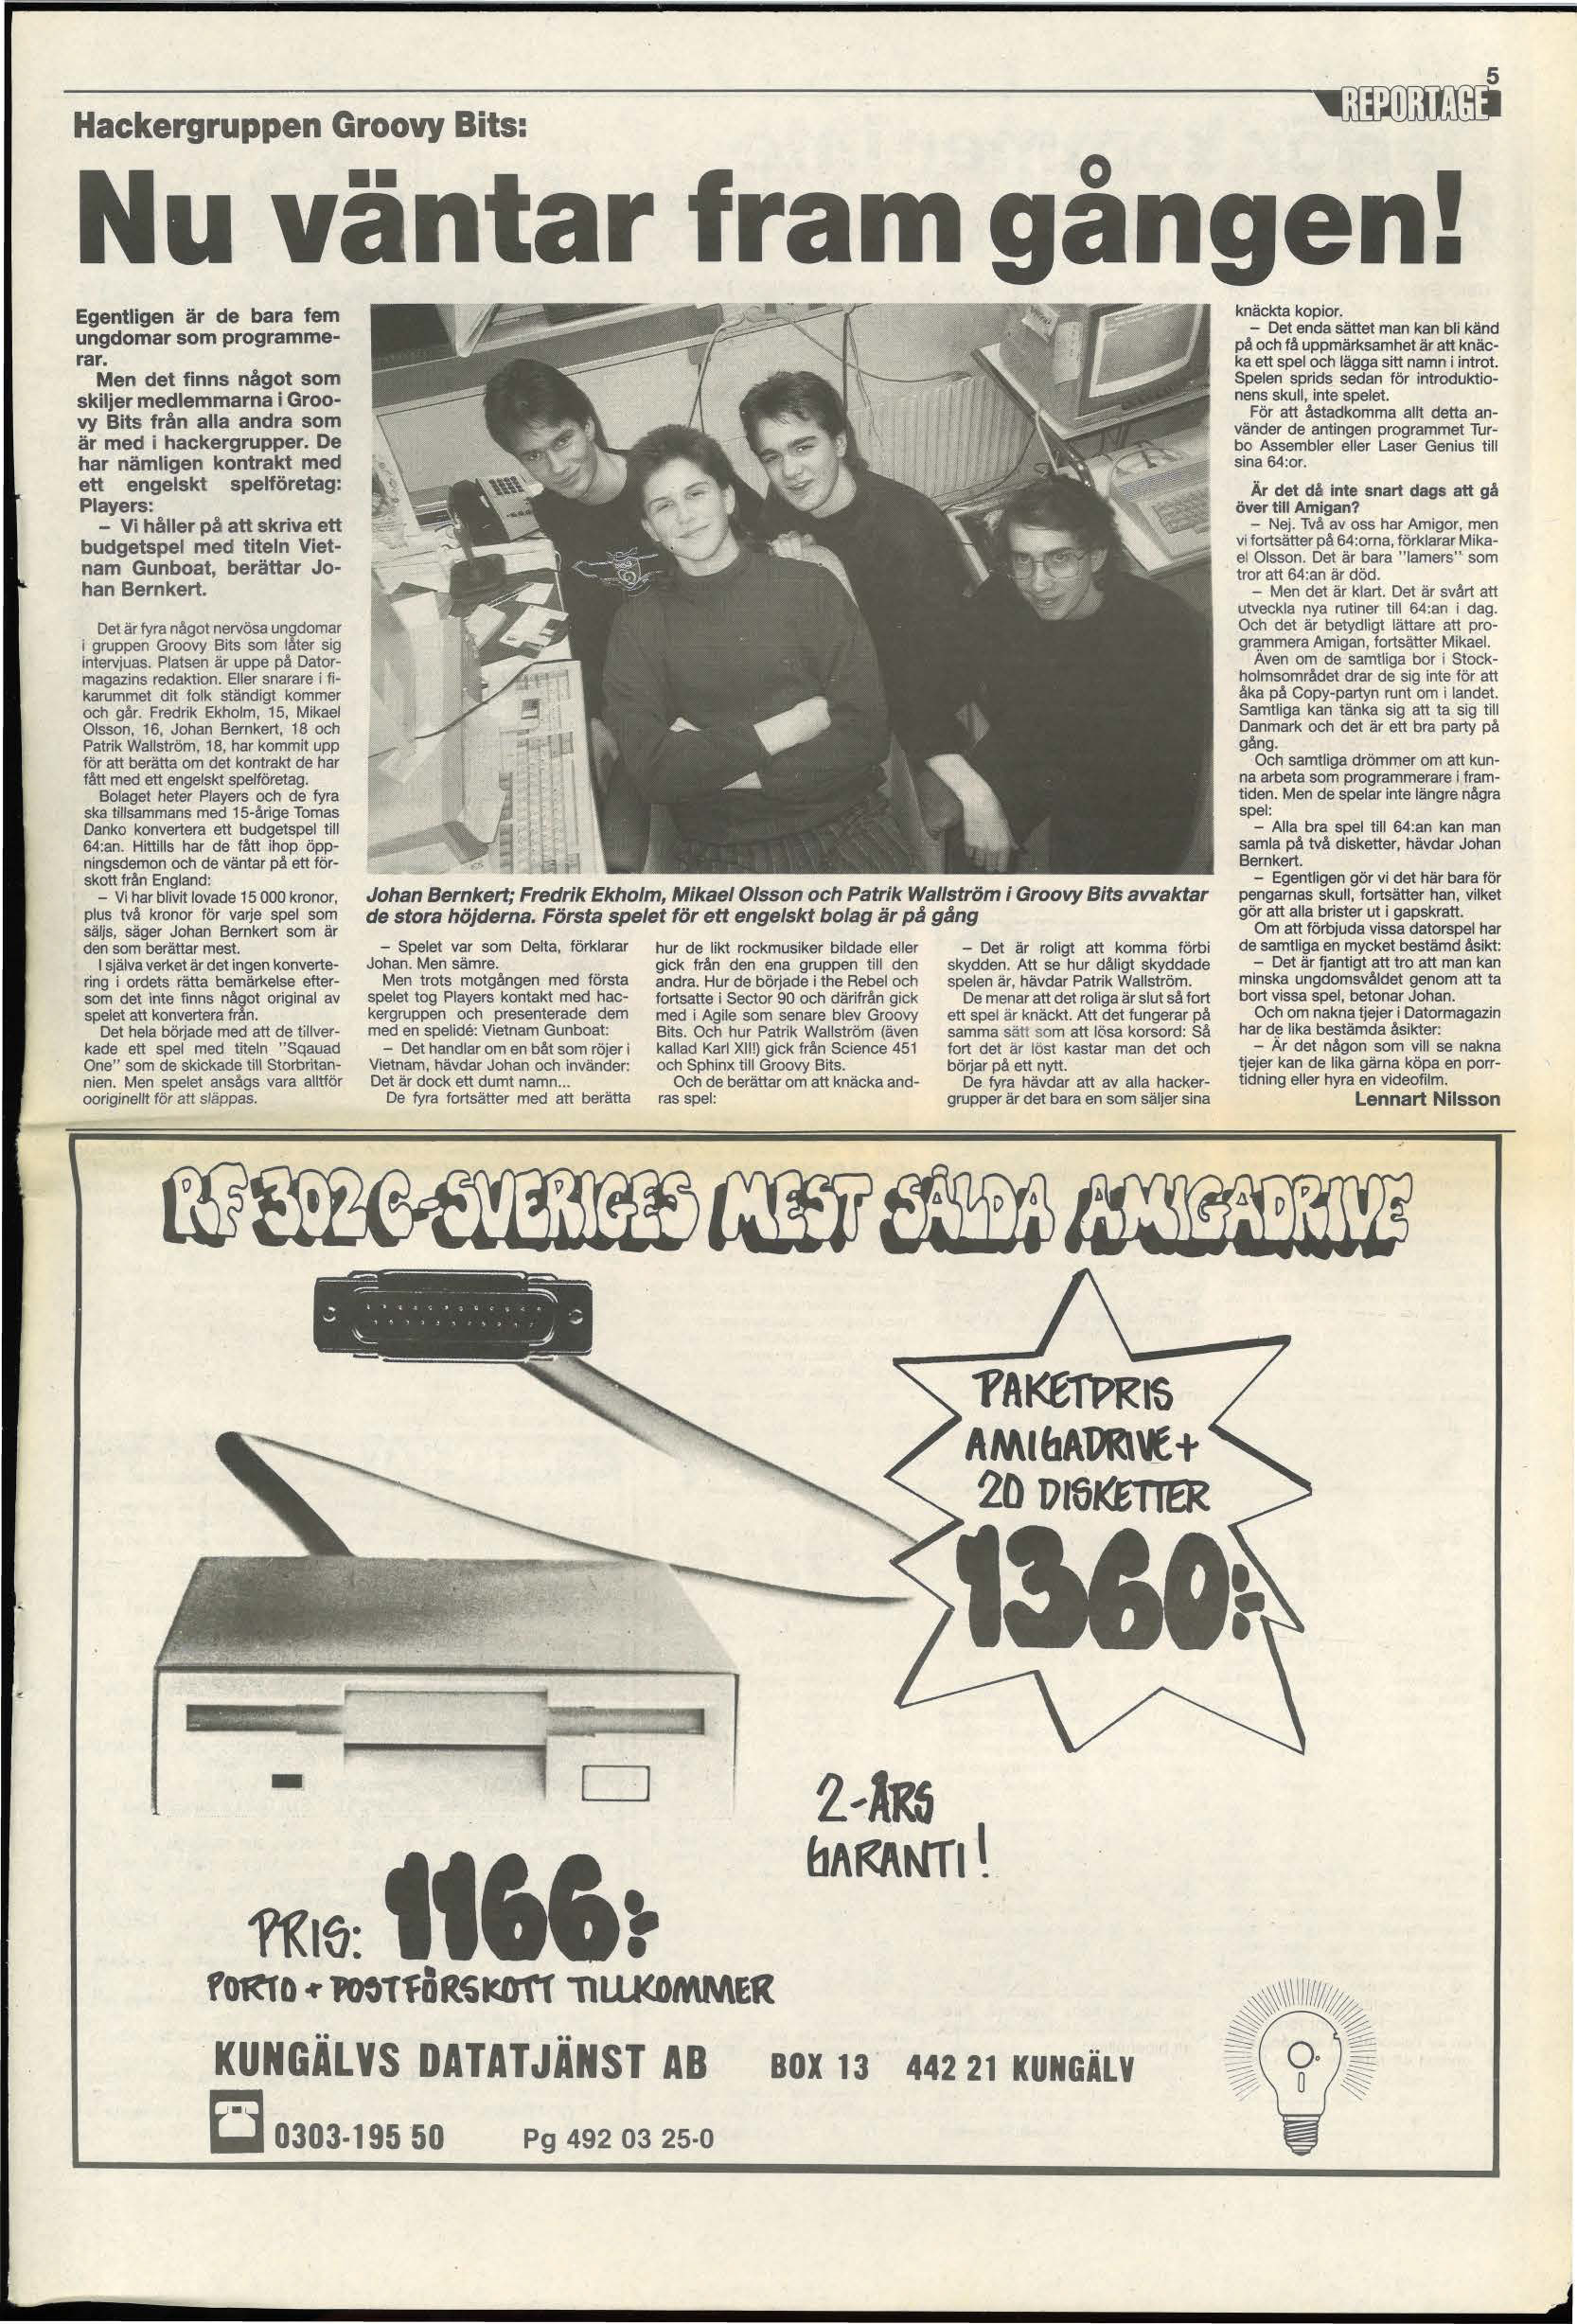 5
REPORTAGE
Hackergruppen Groovy Bits:
Nu väntar fram gången!
Egentligen är de bara fem
ungdomar som programme-
rar.
Men det finns något som
skiljer medlemmarna i Groo-
vy Bits från alla andra som
är med i hackergrupper. De
har nämligen kontrakt med
ett engelskt spelföretag:
Players:
– Vi håller på att skriva ett
budgetspel med titeln Viet-
nam Gunboat, berättar Jo-
han Bernkert.
Det är fyra något nervösa ungdomar
i gruppen Groovy Bits som låter sig
intervjuas. Platsen är uppe på Dator-
magazins redaktion. Eller snarare i fi-
karummet dit folk ständigt kommer
och går. Fredrik Ekholm, 15, Mikael
Olsson, 16, Johan Bernkert, 18 och
Patrik Wallström, 18, har kommit upp
för att berätta om det kontrakt de har
fått med ett engelskt spelföretag.
Bolaget heter Players och de fyra
ska tillsammans med 15-årige Tomas
Danko konvertera ett budgetspel till
64:an. Hittills har de fått ihop öpp-
ningsdemon och de väntar på ett för-
skott från England:
– Vi har blivit lovade 15 000 kronor,
plus två kronor för varje spel som
säljs, säger Johan Bernkert som är
den som berättar mest.
I själva verket är det ingen konverte-
ring i ordets rätta bemärkelse efter-
som det inte finns något original av
spelet att konvertera från.
Det hela började med att de tillver-
kade ett spel med titeln "Sqauad
One" som de skickade till Storbritan-
nien. Men spelet ansågs vara alltför
ooriginellt för att släppas.
Johan Bernkert; Fredrik Ekholm, Mikael Olsson och Patrik Wallström i Groovy Bits avvaktar
de stora höjderna. Första spelet för ett engelskt bolag är på gång
– Spelet var som Delta, förklarar
Johan. Men sämre.
Men trots motgången med första
spelet tog Players kontakt med hac-
kergruppen och presenterade dem
med en spelidé: Vietnam Gunboat:
– Det handlar om en båt som röjer i
Vietnam, hävdar Johan och invänder:
Det är dock ett dumt namn...
De fyra fortsätter med att berätta
hur de likt rockmusiker bildade eller
gick från den ena gruppen till den
andra. Hur de började i the Rebel och
fortsatte i Sector 90 och därifrån gick
med i Agile som senare blev Groovy
Bits. Och hur Patrik Wallström (även
kallad Karl XII!) gick från Science 451
och Sphinx till Groovy Bits.
Och de berättar om att knäcka and-
ras spel:
– Det är roligt att komma förbi
skydden. Att se hur dåligt skyddade
spelen är, hävdar Patrik Wallström.
De menar att det roliga är slut så fort
ett spel är knäckt. Att det fungerar på
samma sätt som att lösa korsord: Så
fort det är löst kastar man det och
börjar på ett nytt.
De fyra hävdar att av alla hacker-
grupper är det bara en som säljer sina
knäckta kopior.
– Det enda sättet man kan bli känd
på och få uppmärksamhet är att knäc-
ka ett spel och lägga sitt namn i introt.
Spelen sprids sedan för introduktio-
nens skull, inte spelet.
För att åstadkomma allt detta an-
vänder de antingen programmet Tur-
bo Assembler eller Laser Genius till
sina 64:or.
Är det då inte snart dags att gå
över till Amigan?
– Nej. Två av oss har Amigor, men
vi fortsätter på 64:orna, förklarar Mika-
el Olsson. Det är bara "lamers" som
tror att 64:an är död.
– Men det är klart. Det är svårt att
utveckla nya rutiner till 64:an i dag.
Och det är betydligt lättare att pro-
grammera Amigan, fortsätter Mikael.
Även om de samtliga bor i Stock-
holmsområdet drar de sig inte för att
åka på Copy-partyn runt om i landet.
Samtliga kan tänka sig att ta sig till
Danmark och det är ett bra party på
gång.
Och samtliga drömmer om att kun-
na arbeta som programmerare i fram-
tiden. Men de spelar inte längre några
spel:
– Alla bra spel till 64:an kan man
samla på två disketter, hävdar Johan
Bernkert.
– Egentligen gör vi det här bara för
pengarnas skull, fortsätter han, vilket
gör att alla brister ut i gapskratt.
Om att förbjuda vissa datorspel har
de samtliga en mycket bestämd åsikt:
– Det är fjantigt att tro att man kan
minska ungdomsvåldet genom att ta
bort vissa spel, betonar Johan.
Och om nakna tjejer i Datormagazin
har de lika bestämda åsikter:
– Är det någon som vill se nakna
tjejer kan de lika gärna köpa en porr-
tidning eller hyra en videofilm.
Lennart Nilsson
RF-302 C-SVERIGES MEST SÅLDA AMIGADRIVE
PAKETPRIS
AMIGADRIVE+
20 DISKETTER
1360:-
2-ÅRS
GARANTI!
PRIS: 1166:-
PORTO + POSTFÖRSKOTT TILLKOMMER
KUNGÄLVS DATATJÄNST AB BOX 13 442 21 KUNGÄLV
0303-195 50 Pg 492 03 25-0